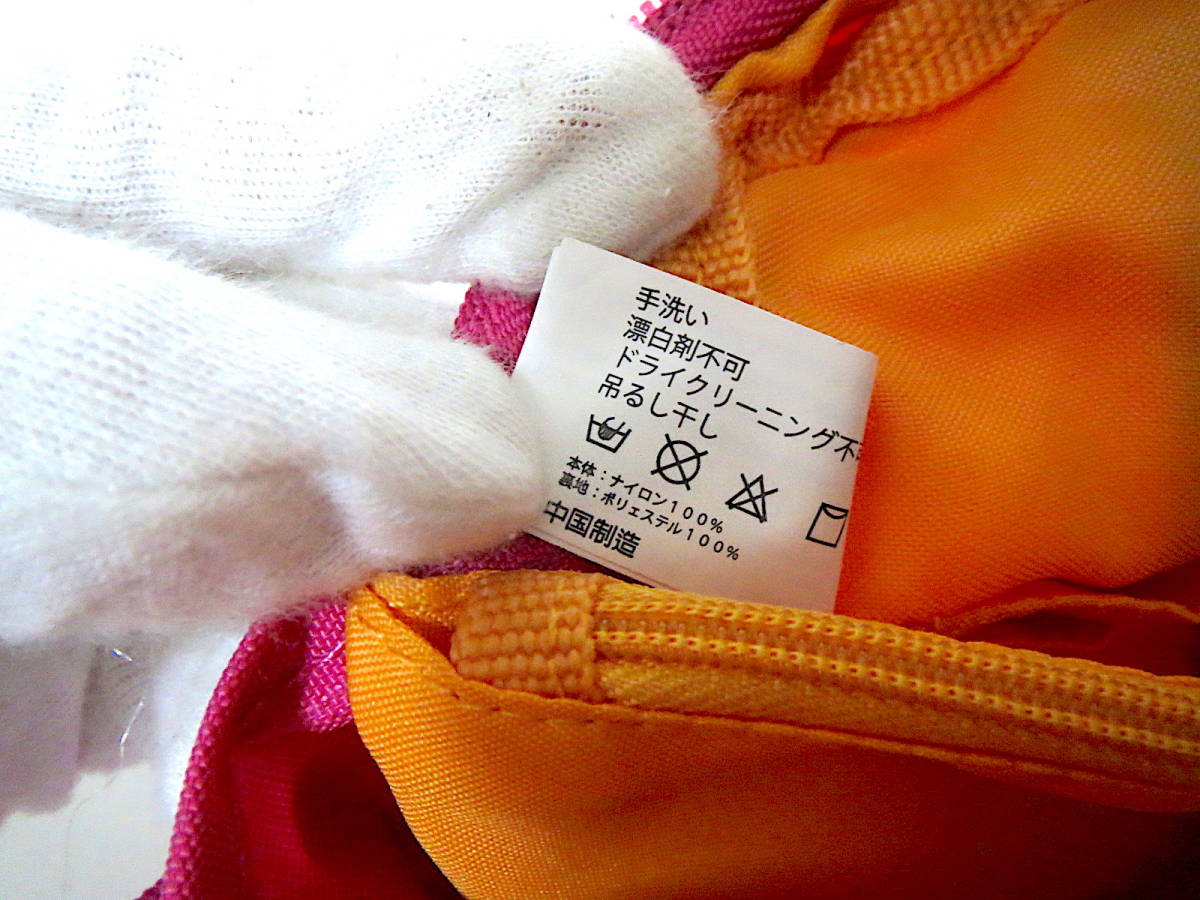 手洗い
漂白剤不可
ドライクリーニング不
吊るし干し
本体：ナイロン１００％
裏地：ポリェステル１００％
中国制造